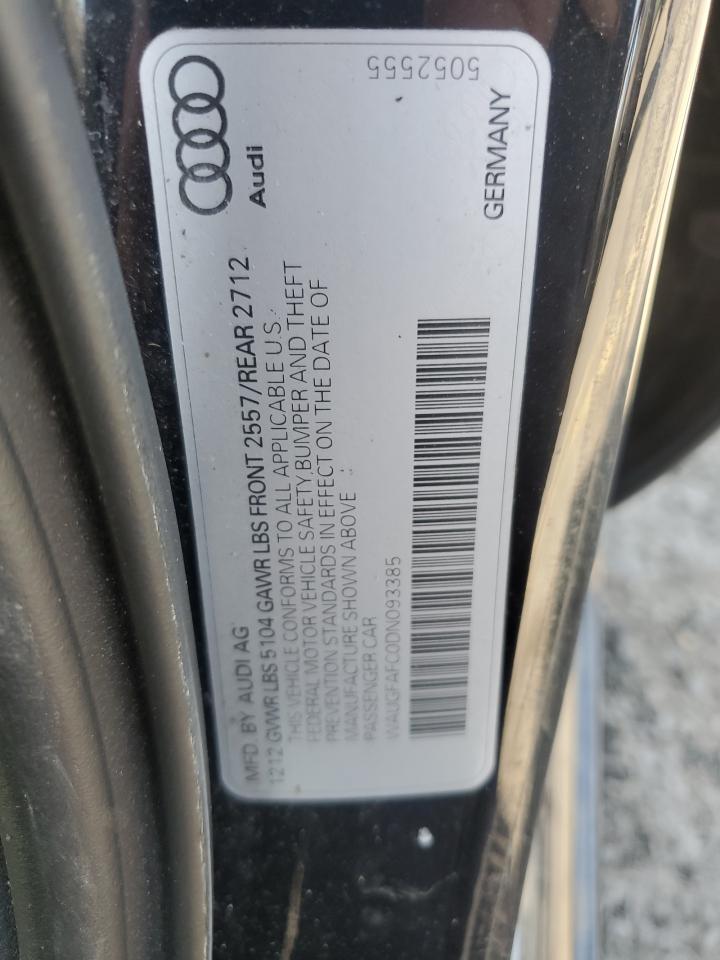 Audi
MFD BY AUDI AG
12 12 GVWR LBS 5104 GAWR LBS FRONT 2557/REAR 2712
THIS VEHICLE CONFORMS TO ALL APPLICABLE U.S.
FEDERAL MOTOR VEHICLE SAFETY, BUMPER AND THEFT
PREVENTION STANDARDS IN EFFECT ON THE DATE OF
MANUFACTURE SHOWN ABOVE
PASSENGER CAR
WAUGFAFC0DN093385
GERMANY
5052555